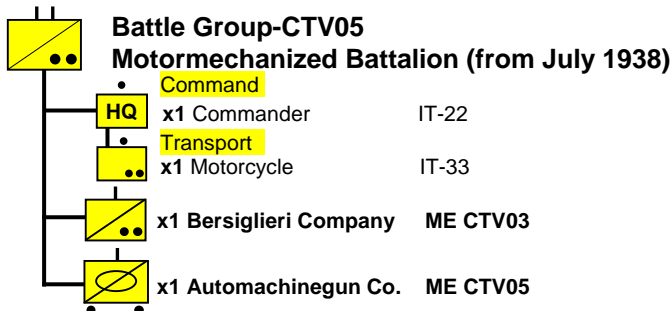 Battle Group-CTV05
Motormechanized Battalion (from July 1938)
Command
HQ x1 Commander IT-22
Transport
x1 Motorcycle IT-33
x1 Bersiglieri Company ME CTV03
x1 Automachinegun Co. ME CTV05